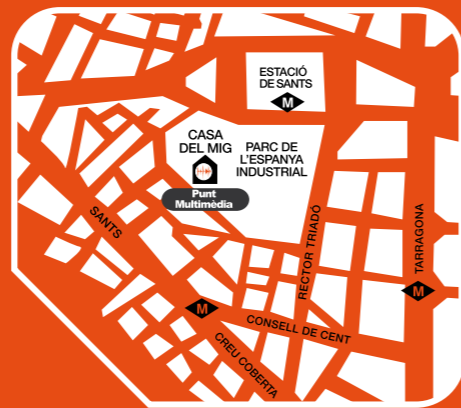 ESTACIÓ
DE SANTS
M
CASA
DEL MIG
PARC DE
L'ESPANYA
INDUSTRIAL
Punt
Multimèdia
SANTS
RECTOR TRIADÓ
TARRAGONA
M
M
CONSELL DE CENT
CREU COBERTA